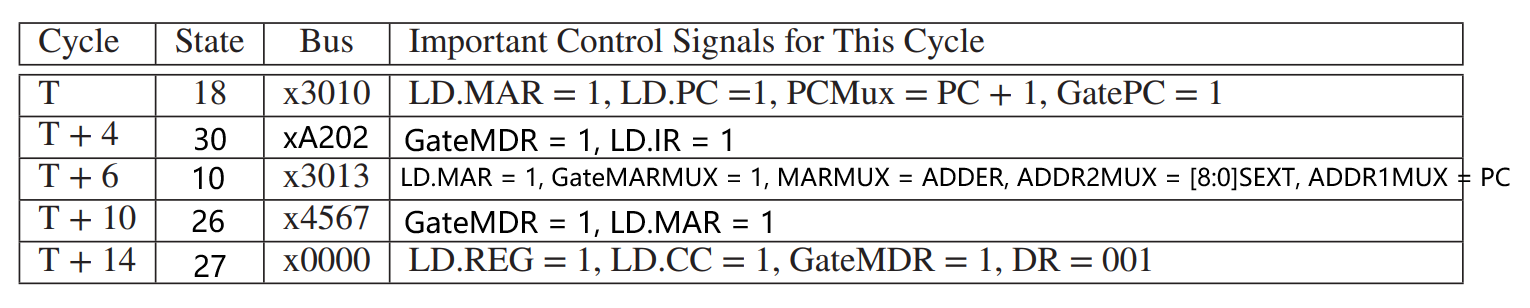 Cycle State Bus Important Control Signals for This Cycle
T 18 x3010 LD.MAR = 1, LD.PC =1, PCMux = PC + 1, GatePC = 1
T + 4 30 xA202 GateMDR = 1, LD.IR = 1
T + 6 10 x3013 LD.MAR = 1, GateMARMUX = 1, MARMUX = ADDER, ADDR2MUX = [8:0]SEXT, ADDR1MUX = PC
T + 10 26 x4567 GateMDR = 1, LD.MAR = 1
T + 14 27 x0000 LD.REG = 1, LD.CC = 1, GateMDR = 1, DR = 001